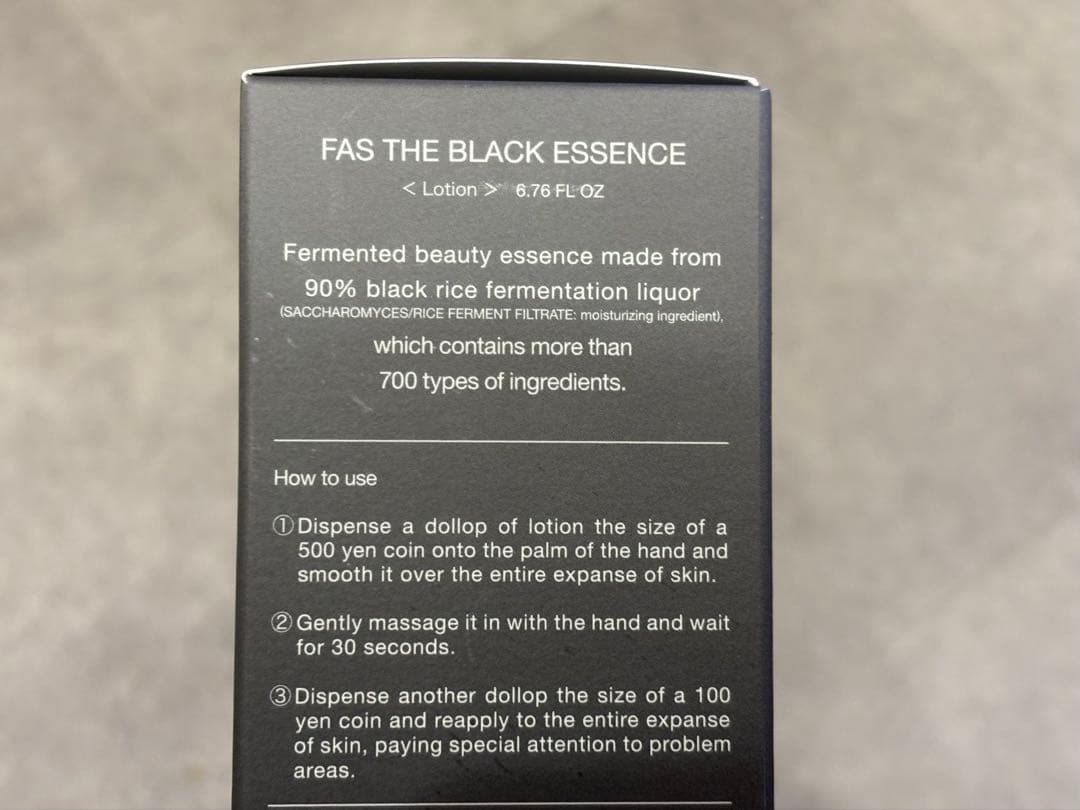 FAS THE BLACK ESSENCE
< Lotion > 6.76 FL OZ
Fermented beauty essence made from
90% black rice fermentation liquor
(SACCHAROMYCES/RICE FERMENT FILTRATE: moisturizing ingredient),
which contains more than
700 types of ingredients.
How to use
①Dispense a dollop of lotion the size of a
500 yen coin onto the palm of the hand and
smooth it over the entire expanse of skin.
②Gently massage it in with the hand and wait
for 30 seconds.
③Dispense another dollop the size of a 100
yen coin and reapply to the entire expanse
of skin, paying special attention to problem
areas.